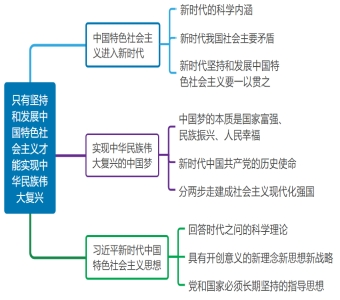 只有坚持
和发展中
国特色社
会主义才
能实现中
华民族伟
大复兴
中国特色社会主
义进入新时代
新时代的科学内涵
新时代我国社会主要矛盾
新时代坚持和发展中国特
色社会主义要一以贯之
实现中华民族伟
大复兴的中国梦
中国梦的本质是国家富强、
民族振兴、人民幸福
新时代中国共产党的历史使命
分两步走建成社会主义现代化强国
习近平新时代中国
特色社会主义思想
回答时代之问的科学理论
具有开创意义的新理念新思想新战略
党和国家必须长期坚持的指导思想